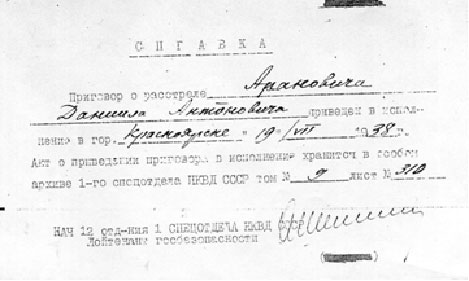 СПРАВКА
Приговор о расстреле Арановича
Даниила Антоновича приведен в испол-
нение в гор. Красноярске " 19 /VII 1938 г.
Акт о приведении приговора в исполнение хранится в особом
архиве 1-го спецотдела НКВД СССР том № 9 лист № 310
НАЧ 12 отд-ния 1 СПЕЦОТДЕЛА НКВД СССР
Лейтенант госбезопасности